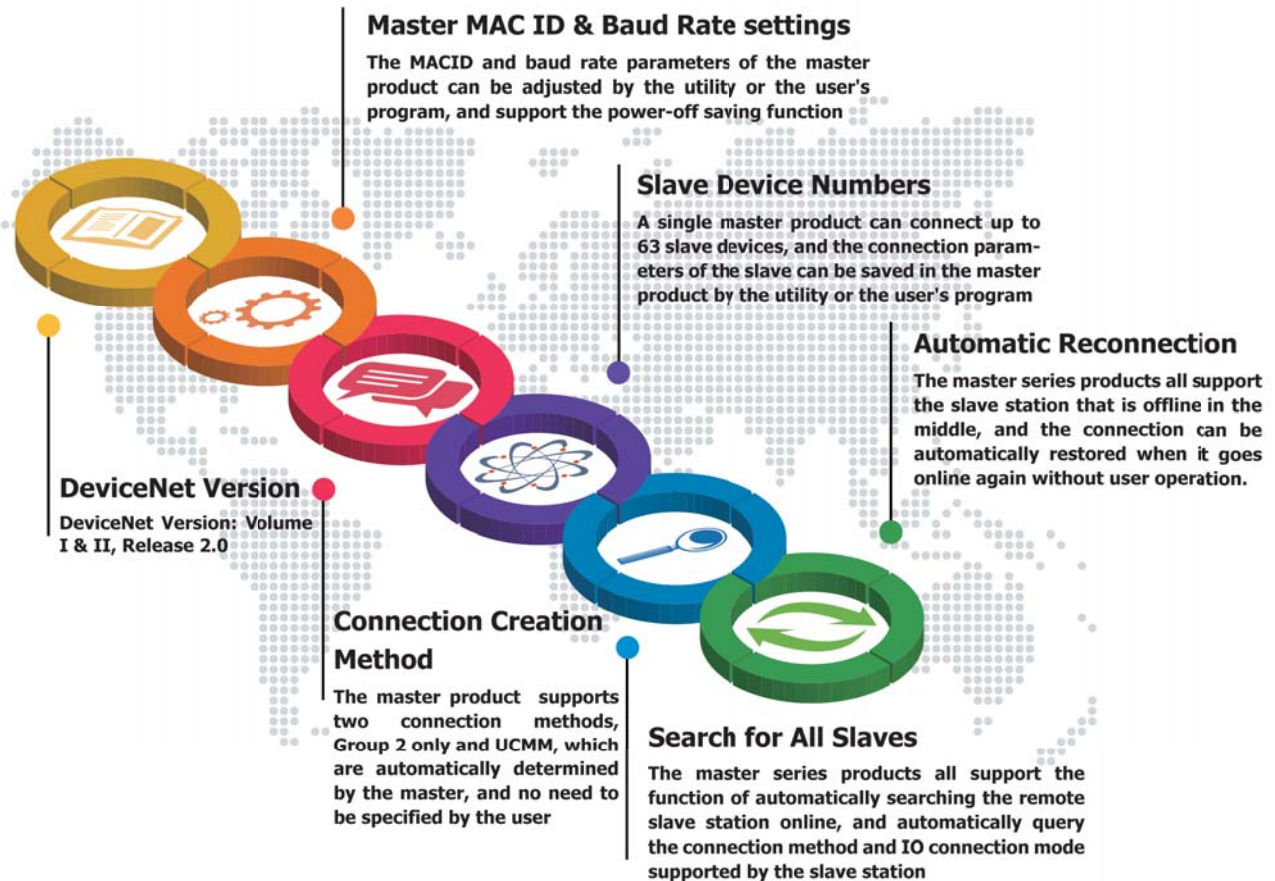 Master MAC ID & Baud Rate settings
The MACID and baud rate parameters of the master
product can be adjusted by the utility or the user's
program, and support the power-off saving function
Slave Device Numbers
A single master product can connect up to
63 slave devices, and the connection param-
eters of the slave can be saved in the master
product by the utility or the user's program
Automatic Reconnection
The master series products all support
the slave station that is offline in the
middle, and the connection can be
automatically restored when it goes
online again without user operation.
DeviceNet Version
DeviceNet Version: Volume
I & II, Release 2.0
Connection Creation
Method
The master product supports
two connection methods,
Group 2 only and UCMM, which
are automatically determined
by the master, and no need to
be specified by the user
Search for All Slaves
The master series products all support the
function of automatically searching the remote
slave station online, and automatically query
the connection method and IO connection mode
supported by the slave station